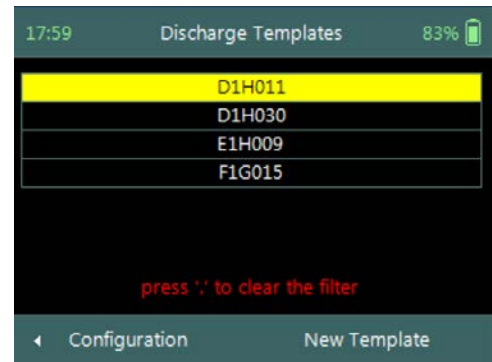 17:59 Discharge Templates 83%
D1H011
D1H030
E1H009
F1G015
press '.' to clear the filter
Configuration New Template